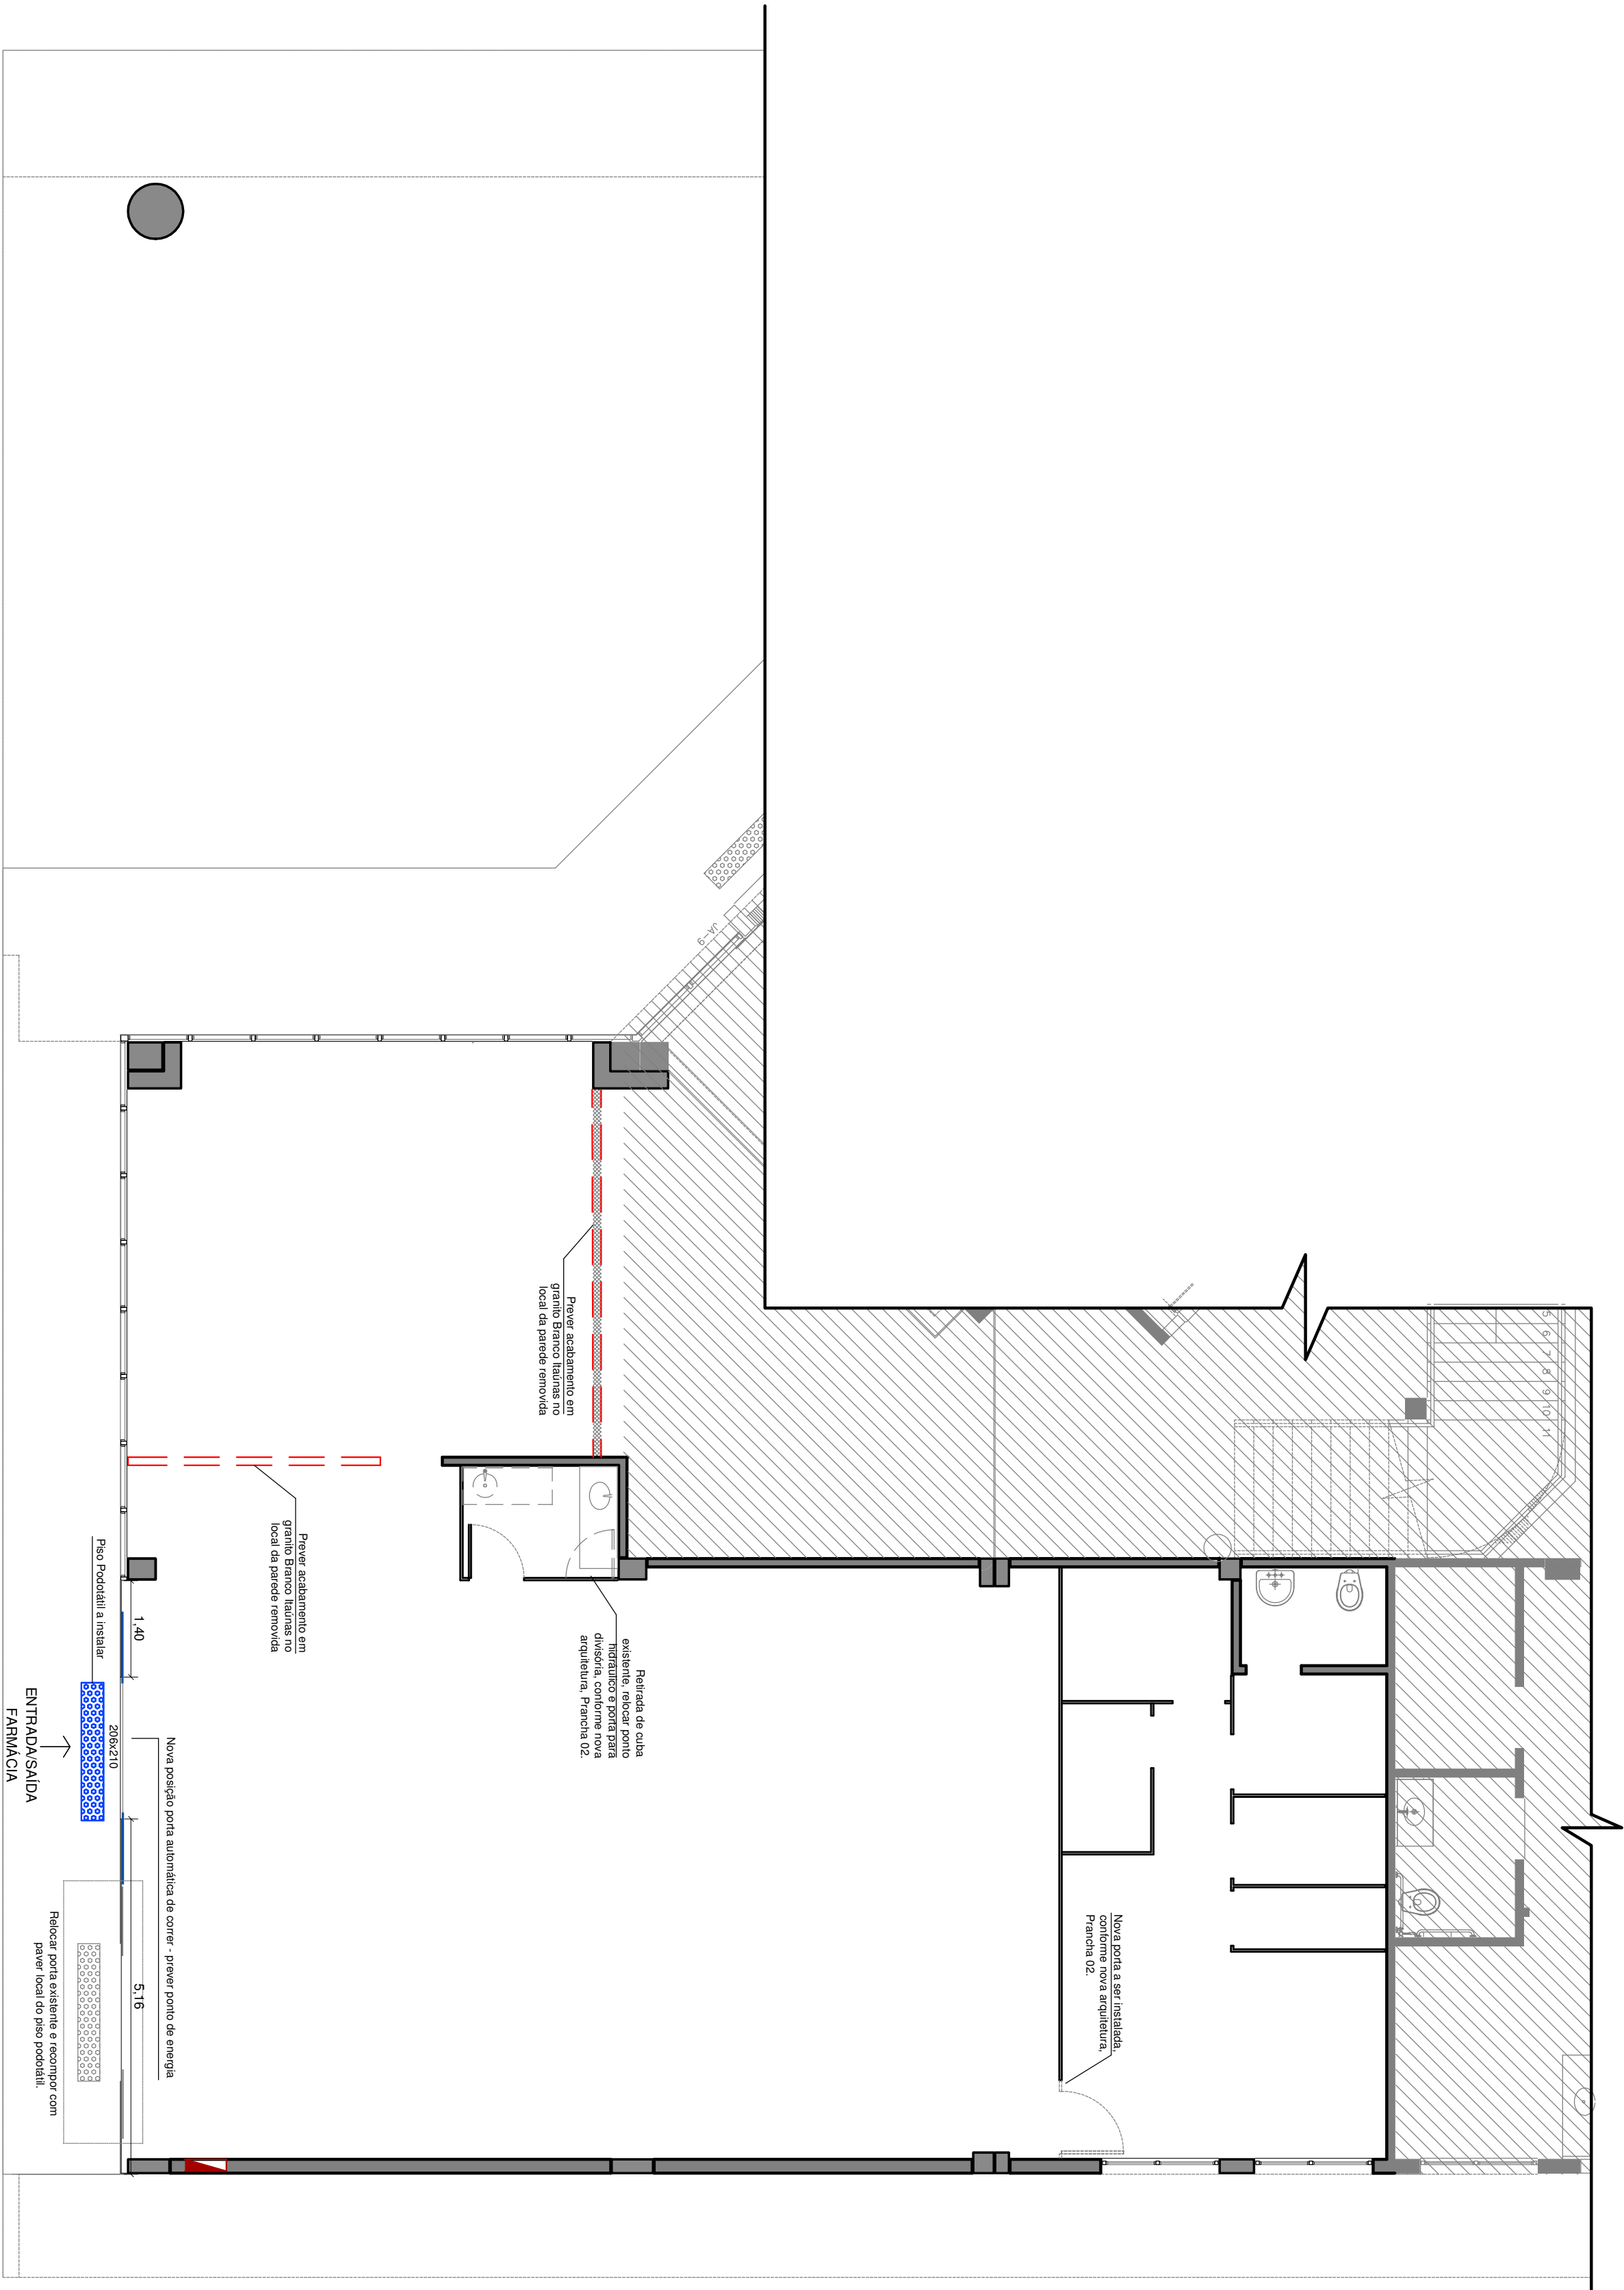 5 6 7 8 9 10 11
JA-9
Prever acabamento em
granito Branco Itaúnas no
local da parede removida
Prever acabamento em
granito Branco Itaúnas no
local da parede removida
Retirada de cuba
existente, relocar ponto
hidráulico e porta para
divisória, conforme nova
arquitetura, Prancha 02.
Nova porta a ser instalada,
conforme nova arquitetura,
Prancha 02.
Piso Podotátil a instalar
1,40
206x210
5,16
Nova posição porta automática de correr - prever ponto de energia
ENTRADA/SAÍDA
FARMÁCIA
Relocar porta existente e recompor com
paver local do piso podotátil.